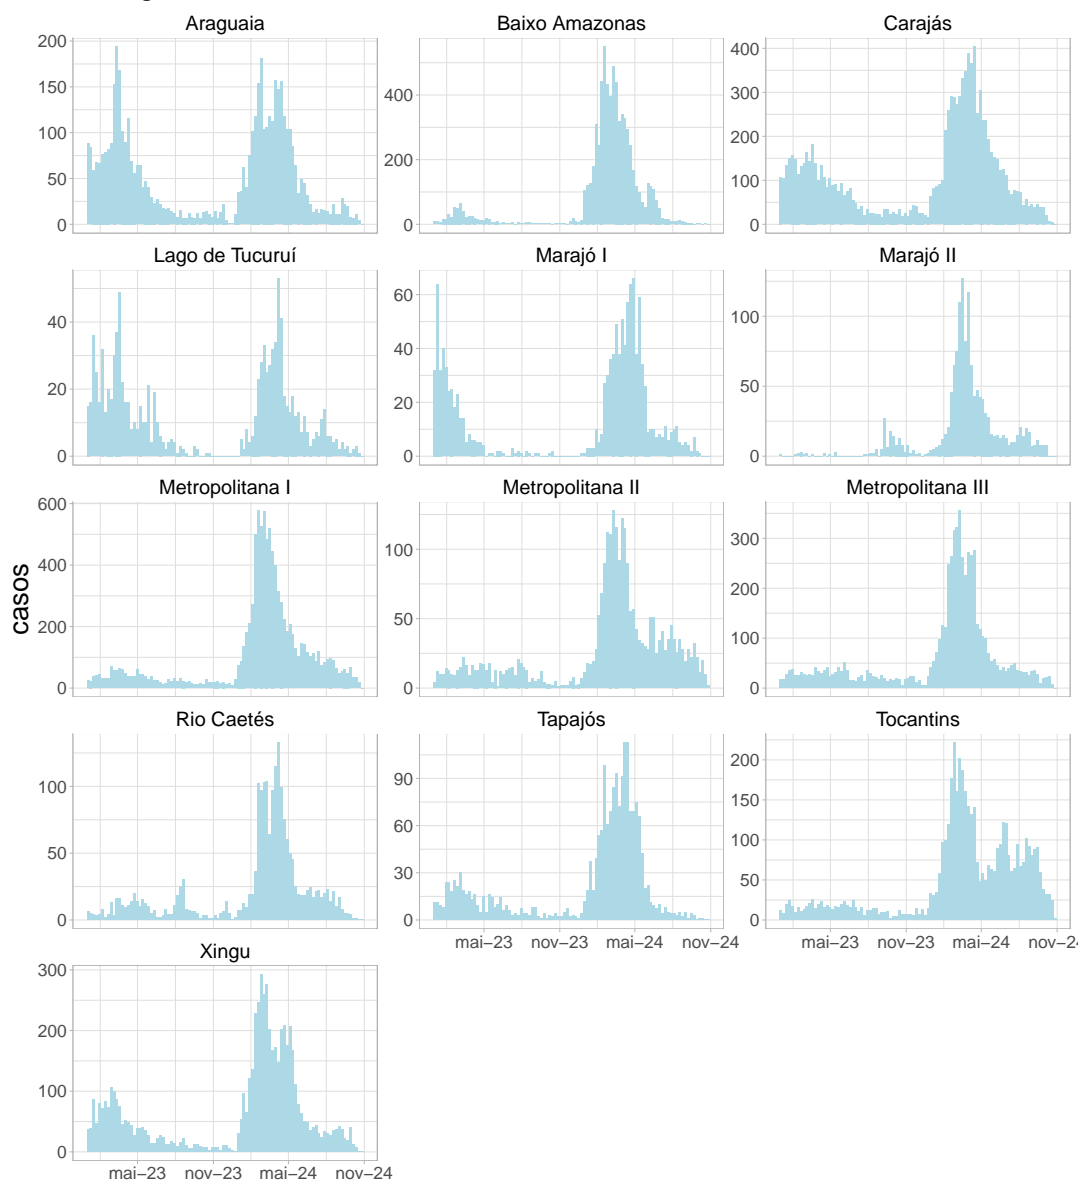 Araguaia
Baixo Amazonas
Carajás
200
150
100
50
0
400
200
0
400
300
200
100
0
Lago de Tucuruí
Marajó I
Marajó II
40
20
0
60
40
20
0
100
50
0
Metropolitana I
Metropolitana II
Metropolitana III
600
400
200
0
100
50
0
300
200
100
0
casos
Rio Caetés
Tapajós
Tocantins
100
50
0
90
60
30
0
200
150
100
50
0
mai−23 nov−23 mai−24 nov−24
mai−23 nov−23 mai−24 nov−2
Xingu
300
200
100
0
mai−23 nov−23 mai−24 nov−24